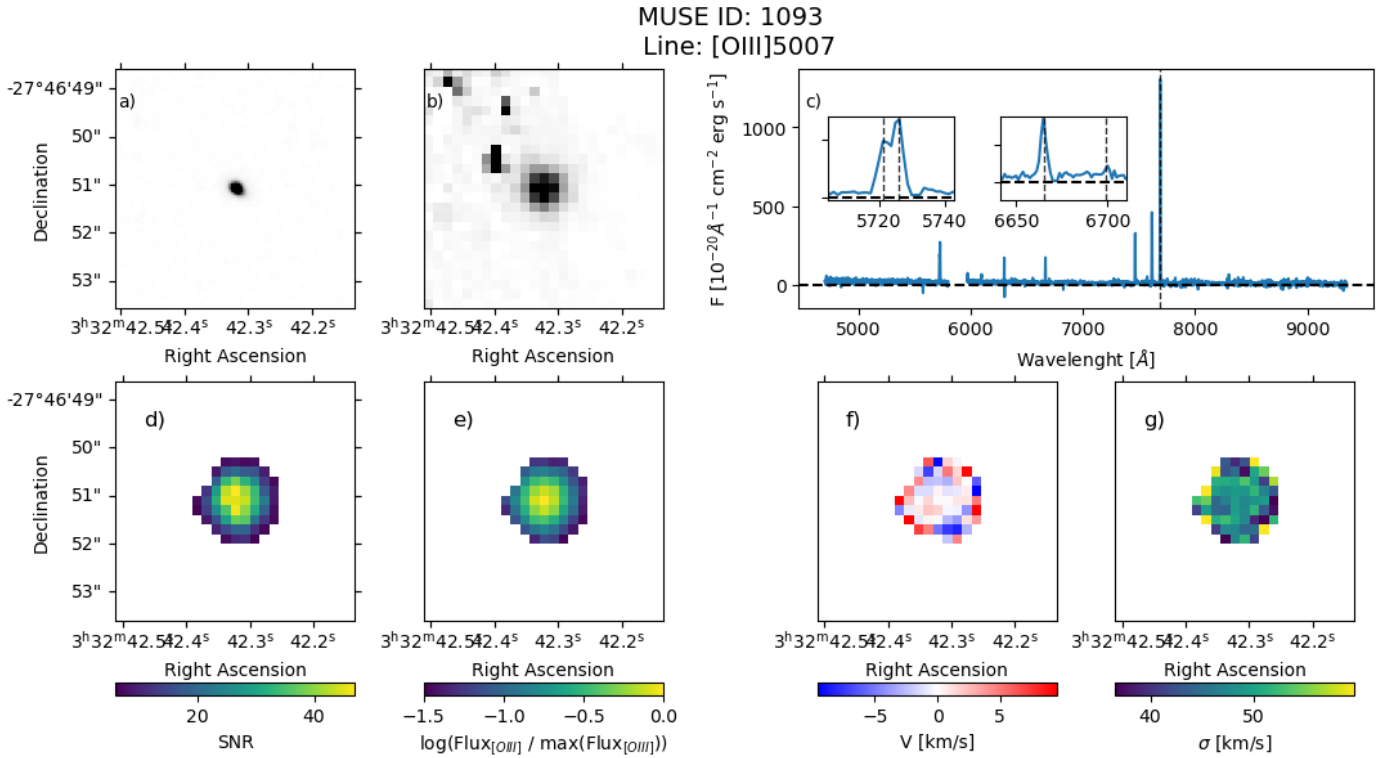 MUSE ID: 1093
Line: [OIII]5007
a)
-27°46'49"
50"
51"
52"
53"
Declination
3ʰ32ᵐ42.5ˢ 42.4ˢ 42.3ˢ 42.2ˢ
Right Ascension
b)
3ʰ32ᵐ42.5ˢ 42.4ˢ 42.3ˢ 42.2ˢ
Right Ascension
c)
F [10⁻²⁰Å⁻¹ cm⁻² erg s⁻¹]
1000
500
0
5720 5740
6650 6700
5000 6000 7000 8000 9000
Wavelenght [Å]
d)
-27°46'49"
50"
51"
52"
53"
Declination
3ʰ32ᵐ42.5ˢ 42.4ˢ 42.3ˢ 42.2ˢ
Right Ascension
20 40
SNR
e)
3ʰ32ᵐ42.5ˢ 42.4ˢ 42.3ˢ 42.2ˢ
Right Ascension
−1.5 −1.0 −0.5 0.0
log(Flux[OIII] / max(Flux[OIII]))
f)
3ʰ32ᵐ42.5ˢ 42.4ˢ 42.3ˢ 42.2ˢ
Right Ascension
−5 0 5
V [km/s]
g)
3ʰ32ᵐ42.5ˢ 42.4ˢ 42.3ˢ 42.2ˢ
Right Ascension
40 50
σ [km/s]